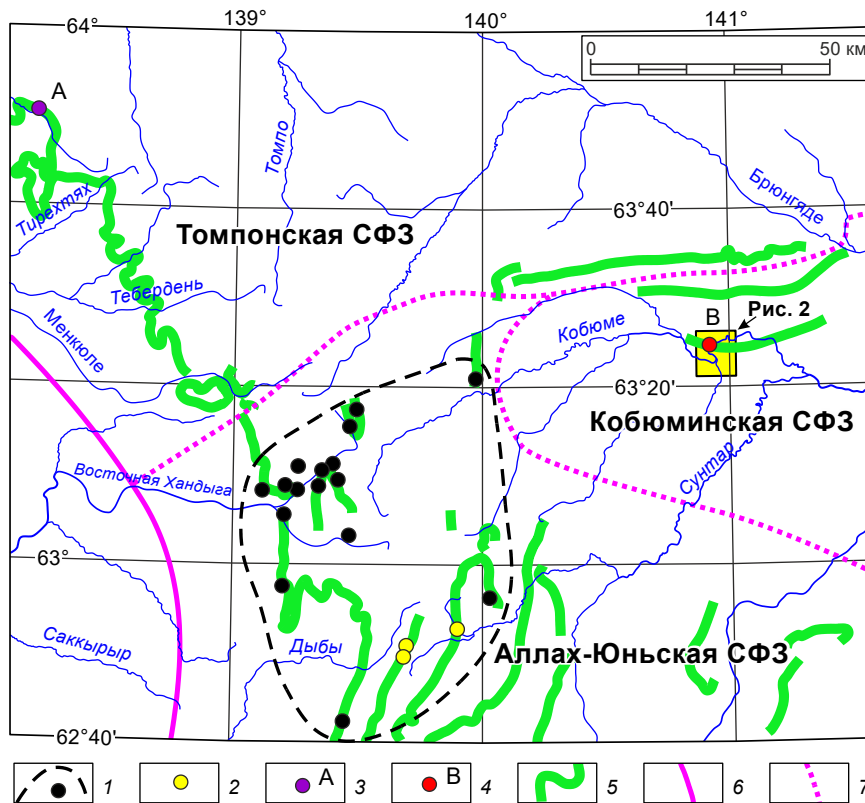 139° 140° 141°
64°
0 50 км
A
Томпо
Брюнгяде
Тирехтях
63°40'
Томпонская СФЗ
Тебердень
Менкюле
B Рис. 2
Кобюме
63°20'
Кобюминская СФЗ
Восточная Хандыга
Сунтар
63°
Саккырыр
Дыбы
Аллах-Юньская СФЗ
62°40'
1 2 A 3 B 4 5 6 7